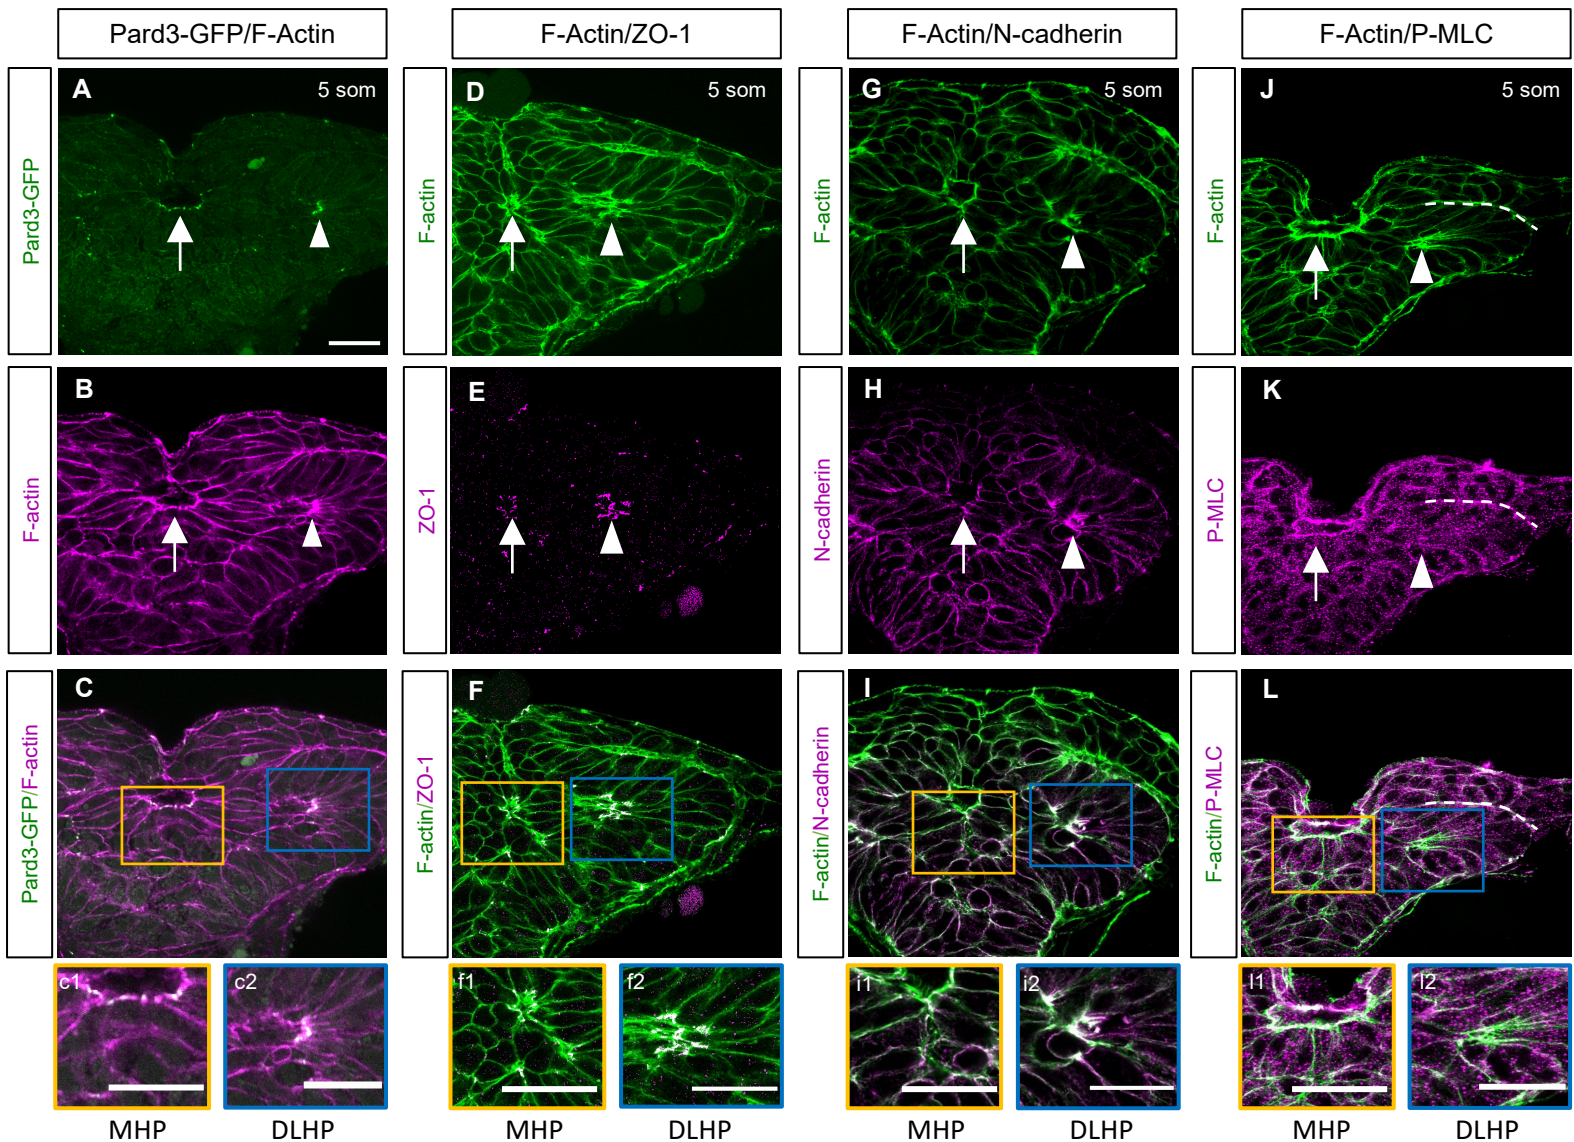 Pard3-GFP/F-Actin
F-Actin/ZO-1
F-Actin/N-cadherin
F-Actin/P-MLC
Pard3-GFP
A
5 som
F-actin
D
5 som
F-actin
G
5 som
F-actin
J
5 som
F-actin
B
ZO-1
E
N-cadherin
H
P-MLC
K
Pard3-GFP/F-actin
C
F-actin/ZO-1
F
F-actin/N-cadherin
I
F-actin/P-MLC
L
c1
c2
f1
f2
i1
i2
l1
l2
MHP
DLHP
MHP
DLHP
MHP
DLHP
MHP
DLHP